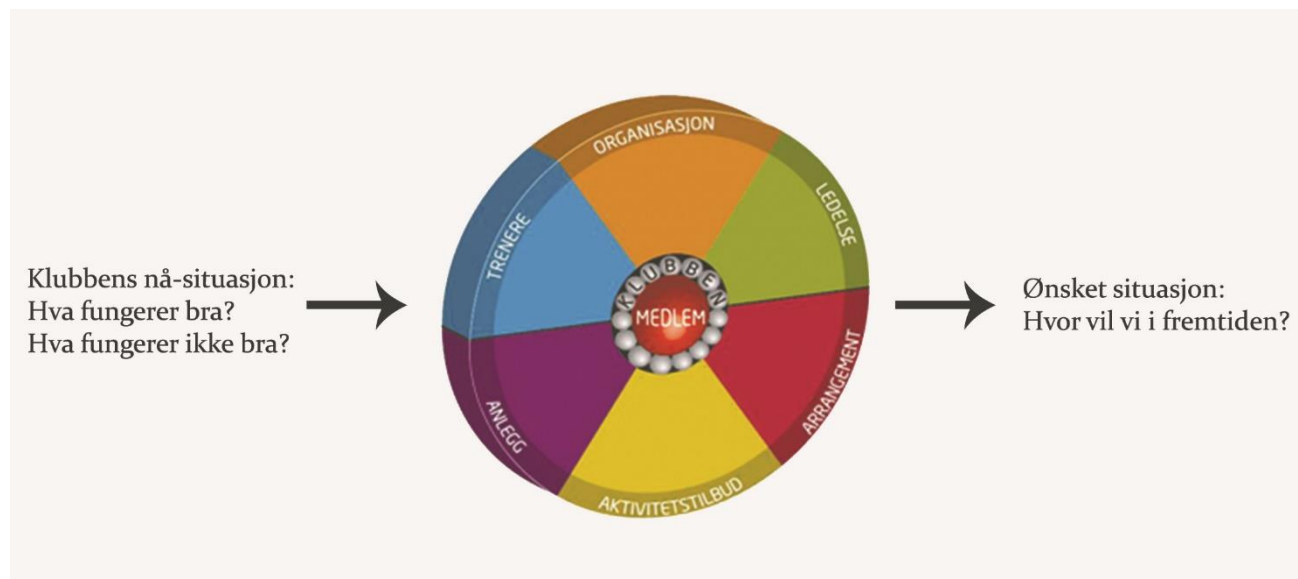 Klubbens nå-situasjon:
Hva fungerer bra?
Hva fungerer ikke bra?
ORGANISASJON
LEDELSE
TRENERE
KLUBBEN
MEDLEM
ARRANGEMENT
ANLEGG
AKTIVITETSTILBUD
Ønsket situasjon:
Hvor vil vi i fremtiden?